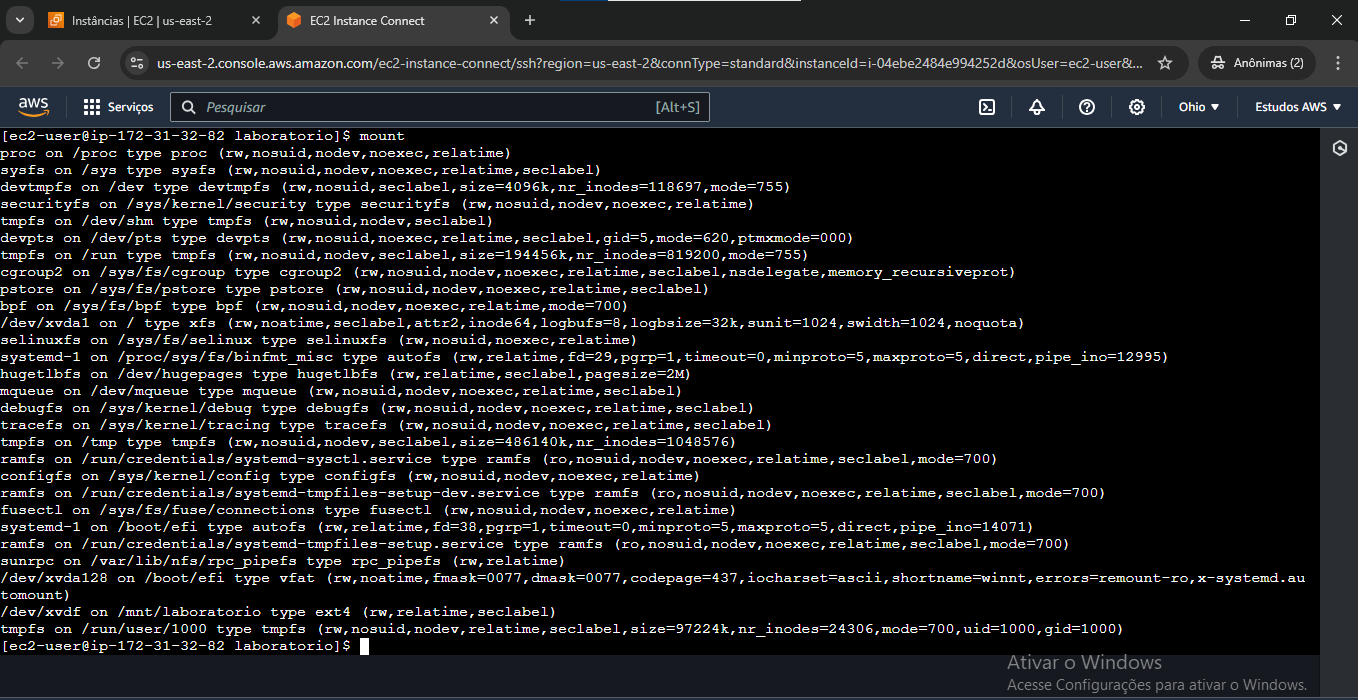 Instâncias | EC2 | us-east-2
EC2 Instance Connect
us-east-2.console.aws.amazon.com/ec2-instance-connect/ssh?region=us-east-2&connType=standard&instanceId=i-04ebe2484e994252d&osUser=ec2-user&...
Anônimas (2)
aws
Serviços
Pesquisar
[Alt+S]
Ohio
Estudos AWS
[ec2-user@ip-172-31-32-82 laboratorio]$ mount
proc on /proc type proc (rw,nosuid,nodev,noexec,relatime)
sysfs on /sys type sysfs (rw,nosuid,nodev,noexec,relatime,seclabel)
devtmpfs on /dev type devtmpfs (rw,nosuid,seclabel,size=4096k,nr_inodes=118697,mode=755)
securityfs on /sys/kernel/security type securityfs (rw,nosuid,nodev,noexec,relatime)
tmpfs on /dev/shm type tmpfs (rw,nosuid,nodev,seclabel)
devpts on /dev/pts type devpts (rw,nosuid,noexec,relatime,seclabel,gid=5,mode=620,ptmxmode=000)
tmpfs on /run type tmpfs (rw,nosuid,nodev,seclabel,size=194456k,nr_inodes=819200,mode=755)
cgroup2 on /sys/fs/cgroup type cgroup2 (rw,nosuid,nodev,noexec,relatime,seclabel,nsdelegate,memory_recursiveprot)
pstore on /sys/fs/pstore type pstore (rw,nosuid,nodev,noexec,relatime,seclabel)
bpf on /sys/fs/bpf type bpf (rw,nosuid,nodev,noexec,relatime,mode=700)
/dev/xvda1 on / type xfs (rw,noatime,seclabel,attr2,inode64,logbufs=8,logbsize=32k,sunit=1024,swidth=1024,noquota)
selinuxfs on /sys/fs/selinux type selinuxfs (rw,nosuid,noexec,relatime)
systemd-1 on /proc/sys/fs/binfmt_misc type autofs (rw,relatime,fd=29,pgrp=1,timeout=0,minproto=5,maxproto=5,direct,pipe_ino=12995)
hugetlbfs on /dev/hugepages type hugetlbfs (rw,relatime,seclabel,pagesize=2M)
mqueue on /dev/mqueue type mqueue (rw,nosuid,nodev,noexec,relatime,seclabel)
debugfs on /sys/kernel/debug type debugfs (rw,nosuid,nodev,noexec,relatime,seclabel)
tracefs on /sys/kernel/tracing type tracefs (rw,nosuid,nodev,noexec,relatime,seclabel)
tmpfs on /tmp type tmpfs (rw,nosuid,nodev,seclabel,size=486140k,nr_inodes=1048576)
ramfs on /run/credentials/systemd-sysctl.service type ramfs (ro,nosuid,nodev,noexec,relatime,seclabel,mode=700)
configfs on /sys/kernel/config type configfs (rw,nosuid,nodev,noexec,relatime)
ramfs on /run/credentials/systemd-tmpfiles-setup-dev.service type ramfs (ro,nosuid,nodev,noexec,relatime,seclabel,mode=700)
fusectl on /sys/fs/fuse/connections type fusectl (rw,nosuid,nodev,noexec,relatime)
systemd-1 on /boot/efi type autofs (rw,relatime,fd=38,pgrp=1,timeout=0,minproto=5,maxproto=5,direct,pipe_ino=14071)
ramfs on /run/credentials/systemd-tmpfiles-setup.service type ramfs (ro,nosuid,nodev,noexec,relatime,seclabel,mode=700)
sunrpc on /var/lib/nfs/rpc_pipefs type rpc_pipefs (rw,relatime)
/dev/xvda128 on /boot/efi type vfat (rw,noatime,fmask=0077,dmask=0077,codepage=437,iocharset=ascii,shortname=winnt,errors=remount-ro,x-systemd.au
tomount)
/dev/xvdf on /mnt/laboratorio type ext4 (rw,relatime,seclabel)
tmpfs on /run/user/1000 type tmpfs (rw,nosuid,nodev,relatime,seclabel,size=97224k,nr_inodes=24306,mode=700,uid=1000,gid=1000)
[ec2-user@ip-172-31-32-82 laboratorio]$
Ativar o Windows
Acesse Configurações para ativar o Windows.